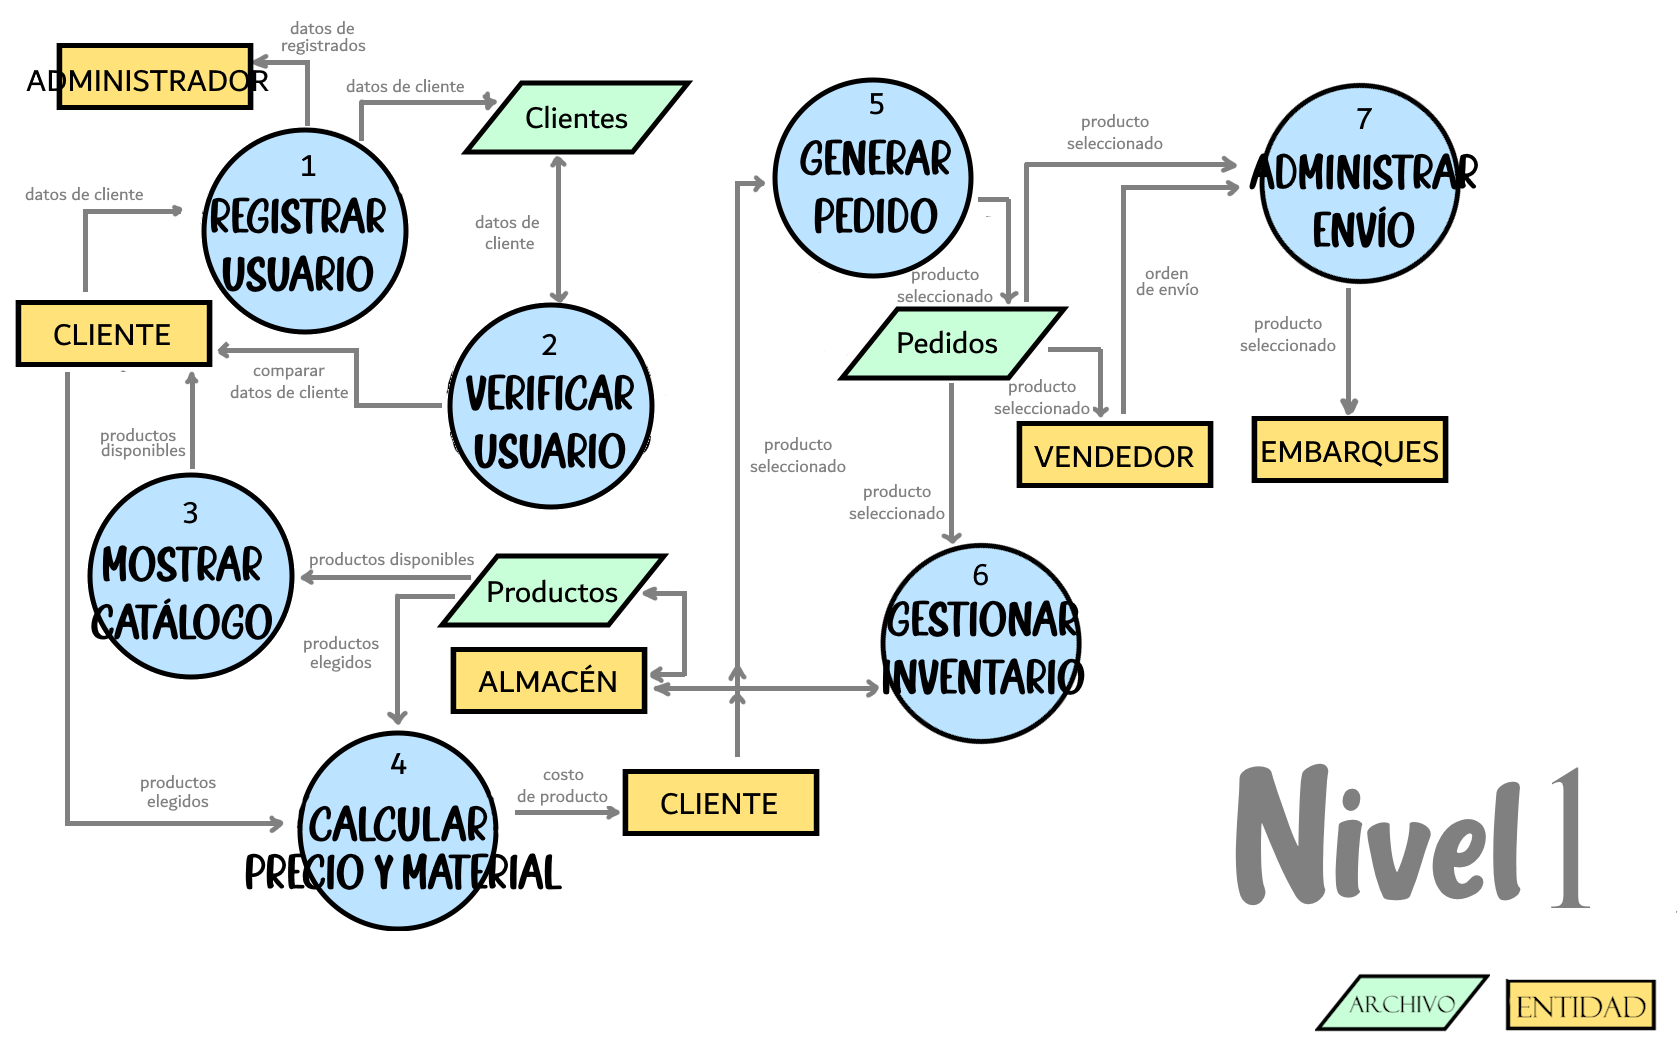 datos de
registrados
ADMINISTRADOR
datos de cliente
Clientes
1
REGISTRAR
USUARIO
datos de cliente
datos de
cliente
CLIENTE
2
VERIFICAR
USUARIO
comparar
datos de cliente
productos
disponibles
3
MOSTRAR
CATÁLOGO
productos disponibles
Productos
productos
elegidos
ALMACÉN
4
CALCULAR
PRECIO Y MATERIAL
productos
elegidos
costo
de producto
CLIENTE
5
GENERAR
PEDIDO
producto
seleccionado
producto
seleccionado
Pedidos
producto
seleccionado
producto
seleccionado
VENDEDOR
6
GESTIONAR
INVENTARIO
producto
seleccionado
7
ADMINISTRAR
ENVÍO
orden
de envío
producto
seleccionado
EMBARQUES
Nivel 1
ARCHIVO
ENTIDAD